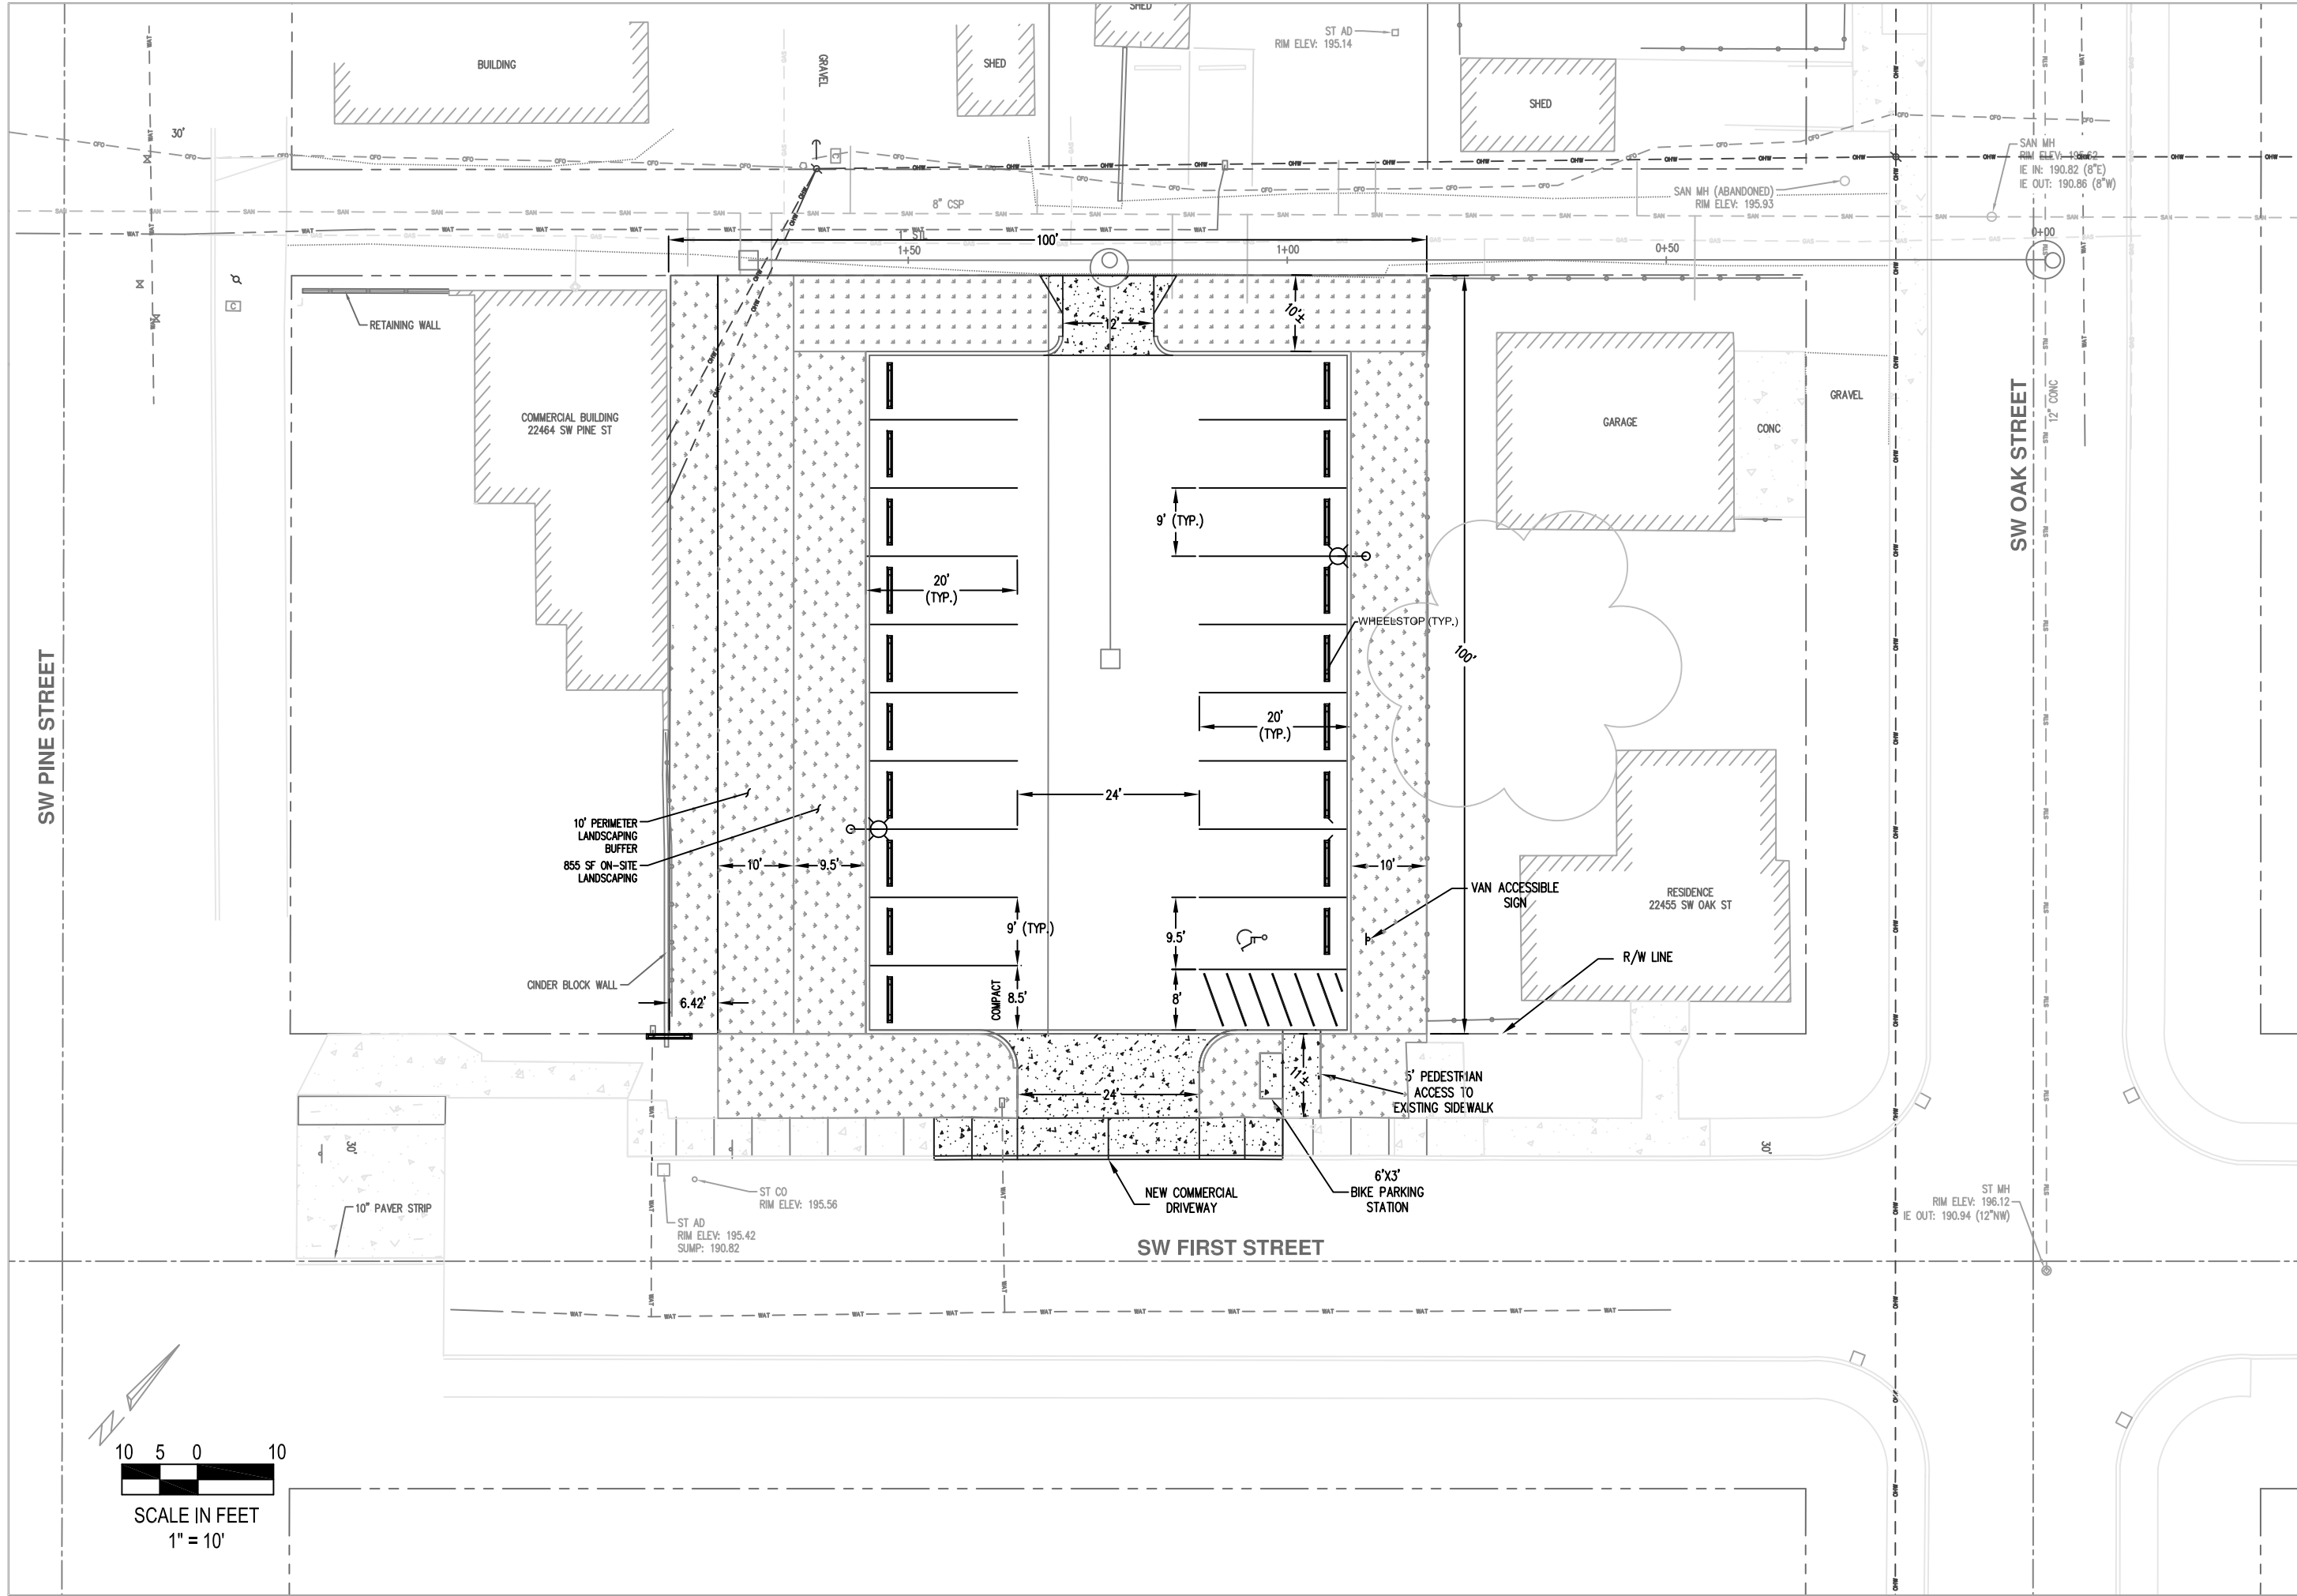 SHED
ST AD
RIM ELEV: 195.14
BUILDING
GRAVEL
SHED
SHED
30'
SAN MH
RIM ELEV: 195.62
IE IN: 190.82 (8"E)
IE OUT: 190.86 (8"W)
SAN MH (ABANDONED)
RIM ELEV: 195.93
8" CSP
1" STL
100'
1+50
1+00
0+50
0+00
C
C
RETAINING WALL
12'
10'±
COMMERCIAL BUILDING
22464 SW PINE ST
GARAGE
CONC
GRAVEL
SW OAK STREET
12" CONC
9' (TYP.)
20'
(TYP.)
WHEELSTOP (TYP.)
100'
20'
(TYP.)
SW PINE STREET
24'
10' PERIMETER
LANDSCAPING
BUFFER
855 SF ON-SITE
LANDSCAPING
10'
9.5'
10'
VAN ACCESSIBLE
SIGN
RESIDENCE
22455 SW OAK ST
9' (TYP.)
9.5'
R/W LINE
CINDER BLOCK WALL
6.42'
COMPACT
8.5'
8'
11'±
5' PEDESTRIAN
ACCESS TO
EXISTING SIDEWALK
24'
30'
30'
10" PAVER STRIP
ST CO
RIM ELEV: 195.56
ST AD
RIM ELEV: 195.42
SUMP: 190.82
NEW COMMERCIAL
DRIVEWAY
6'X3'
BIKE PARKING
STATION
ST MH
RIM ELEV: 196.12
IE OUT: 190.94 (12"NW)
SW FIRST STREET
N
10 5 0 10
SCALE IN FEET
1" = 10'